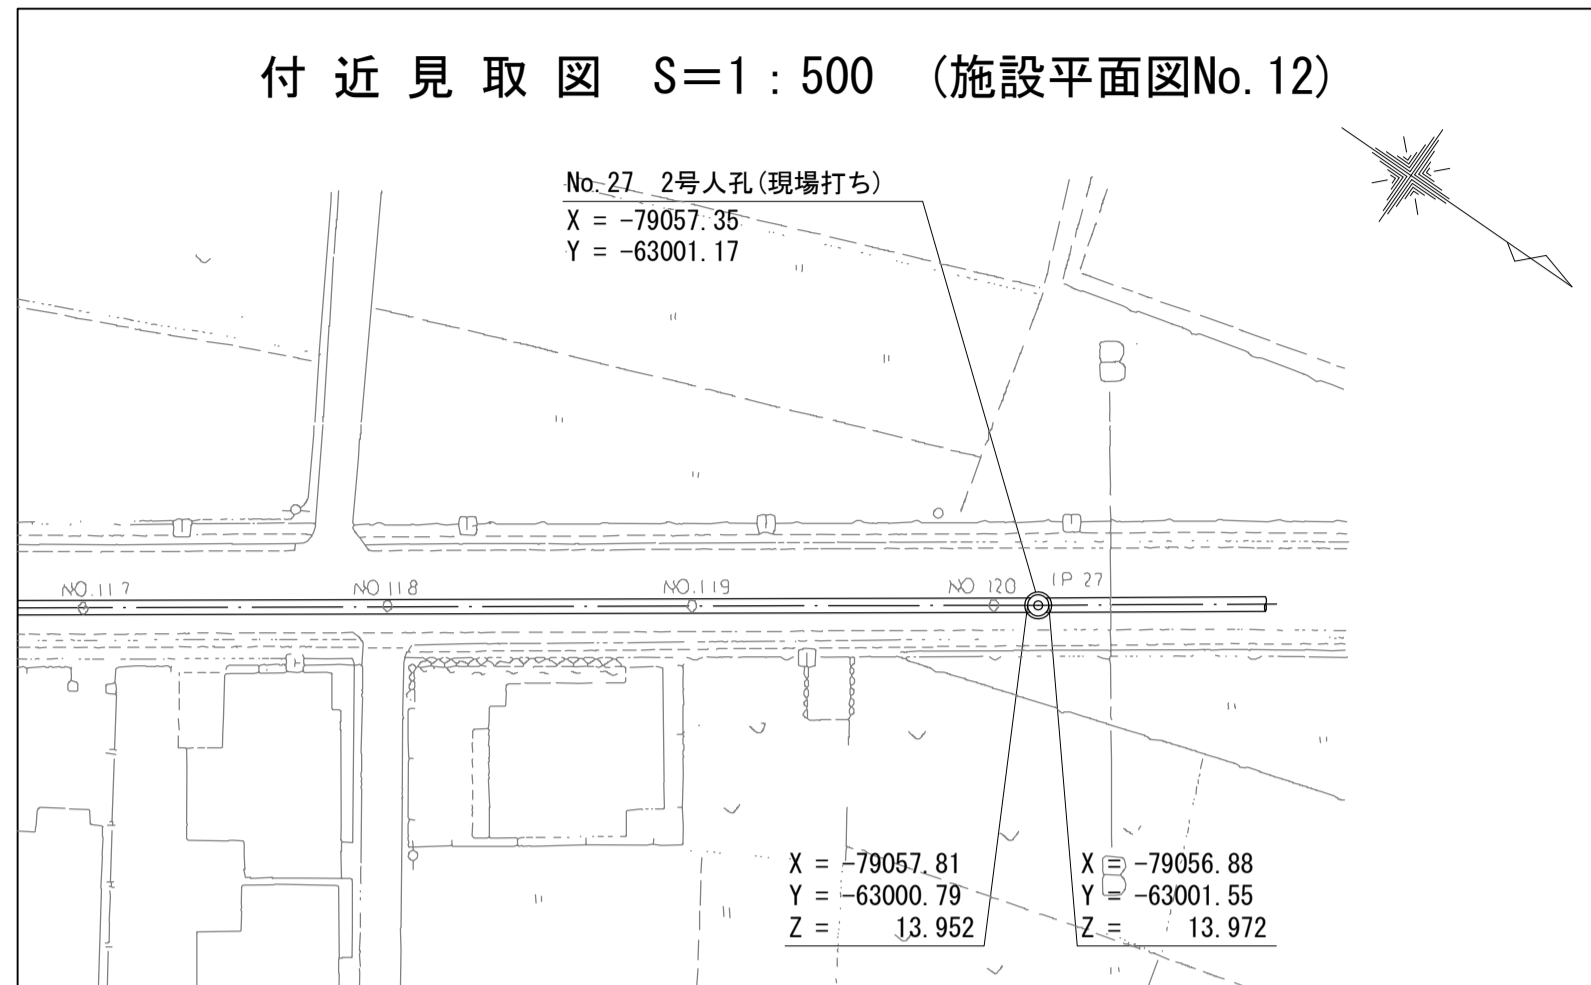 付近見取図 S=1:500 (施設平面図No.12)
No.27 2号人孔(現場打ち)
X = -79057.35
Y = -63001.17
B
NO.117
NO 118
NO.119
NO 120
IP 27
X = -79057.81
Y = -63000.79
Z = 13.952
X = -79056.88
Y = -63001.55
Z = 13.972
B